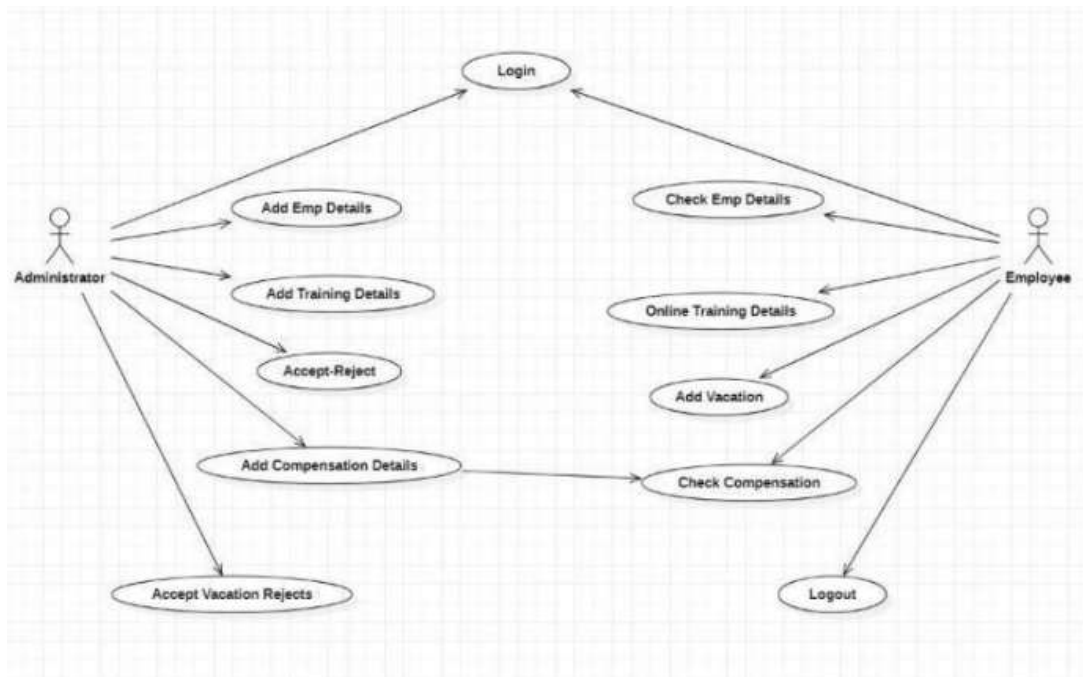 Login
Add Emp Details
Check Emp Details
Administrator
Employee
Add Training Details
Online Training Details
Accept-Reject
Add Vacation
Add Compensation Details
Check Compensation
Accept Vacation Rejects
Logout